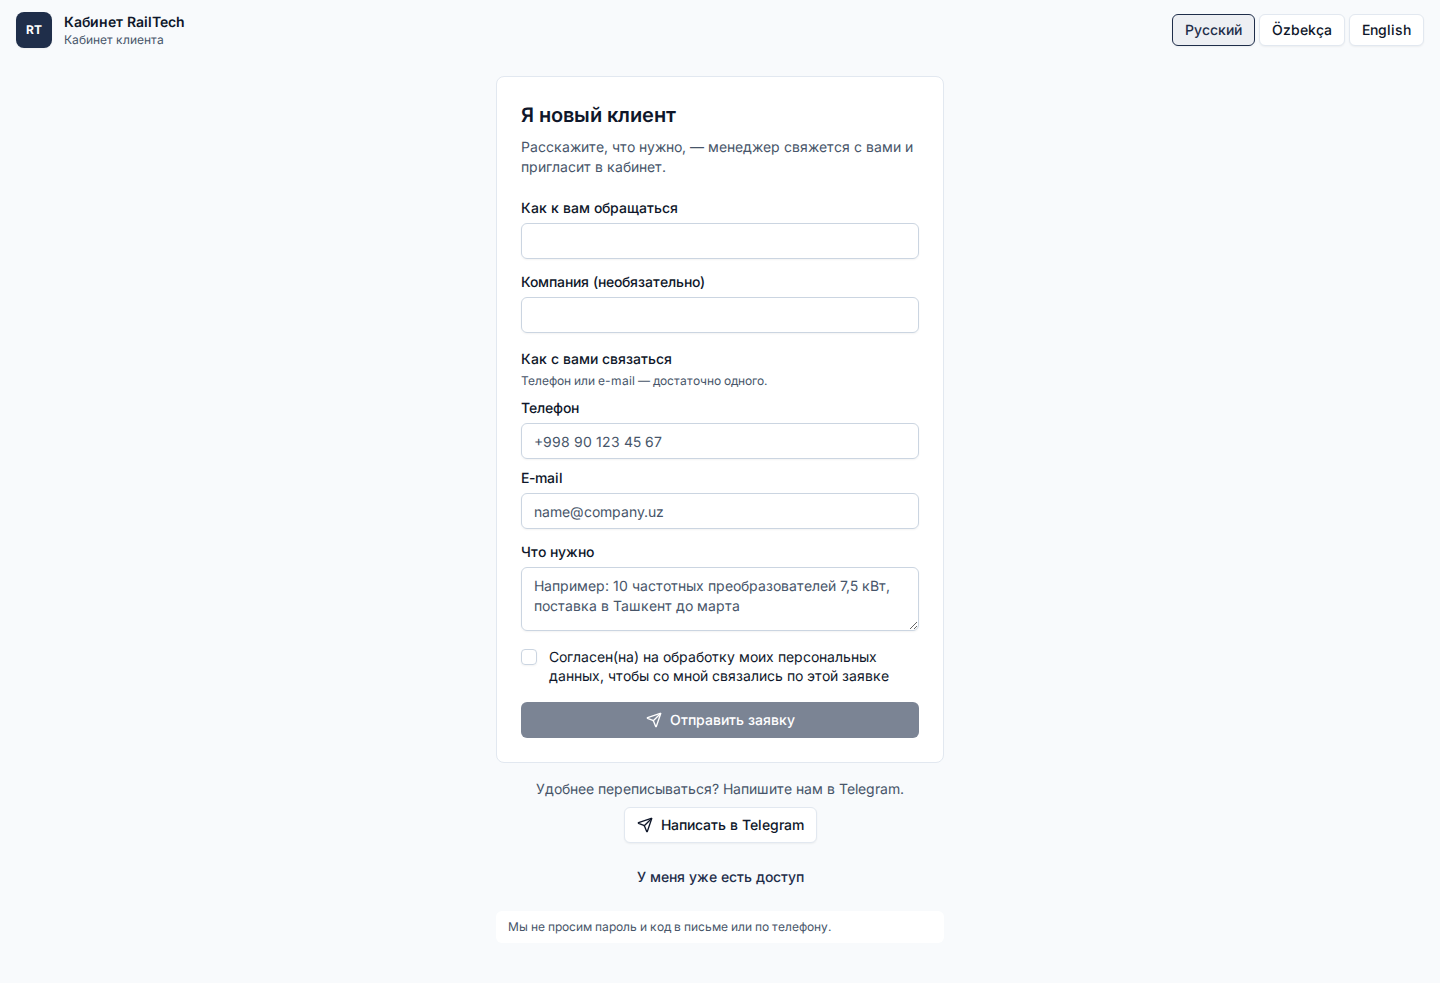 RT
Кабинет RailTech
Кабинет клиента
Русский
Özbekça
English
Я новый клиент
Расскажите, что нужно, — менеджер свяжется с вами и
пригласит в кабинет.
Как к вам обращаться
Компания (необязательно)
Как с вами связаться
Телефон или e-mail — достаточно одного.
Телефон
+998 90 123 45 67
E-mail
name@company.uz
Что нужно
Например: 10 частотных преобразователей 7,5 кВт,
поставка в Ташкент до марта
Согласен(на) на обработку моих персональных
данных, чтобы со мной связались по этой заявке
Отправить заявку
Удобнее переписываться? Напишите нам в Telegram.
Написать в Telegram
У меня уже есть доступ
Мы не просим пароль и код в письме или по телефону.